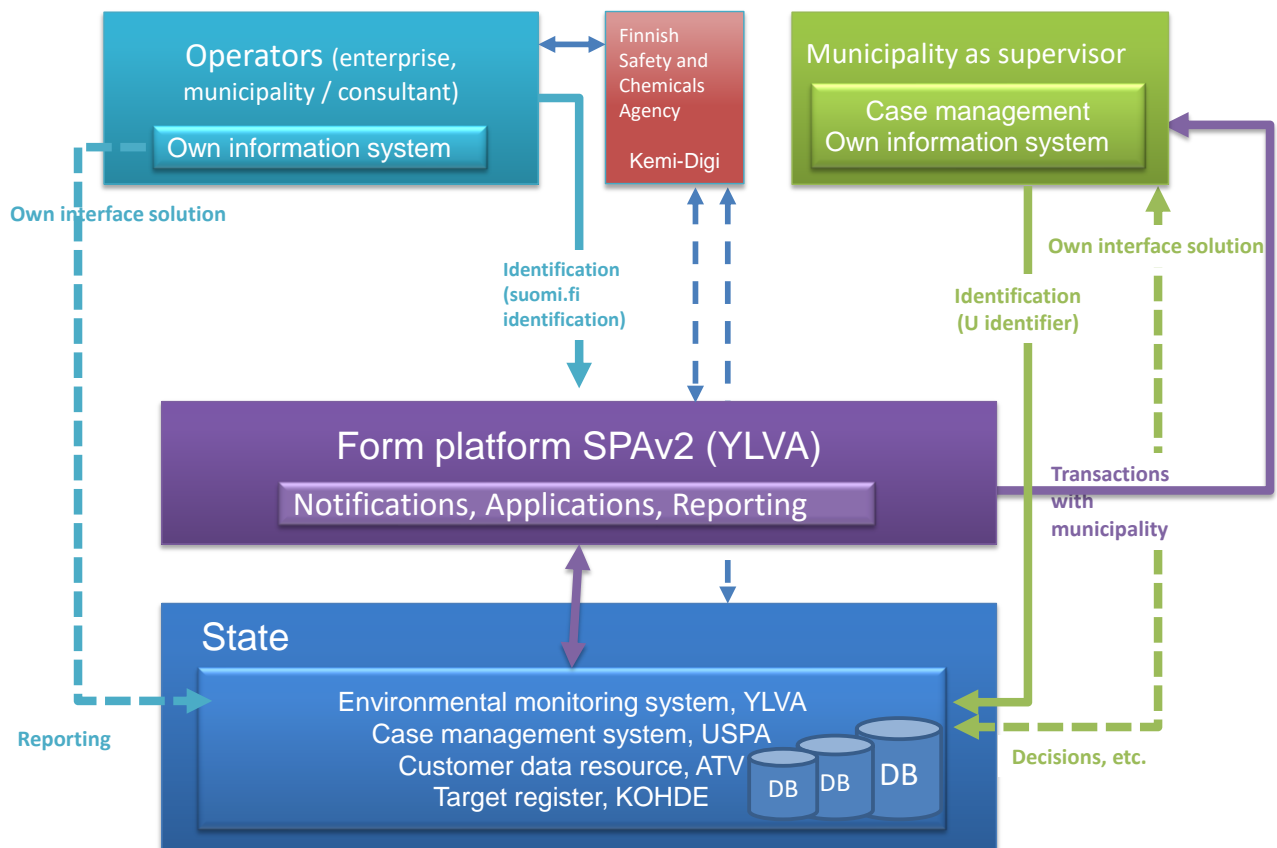 Operators (enterprise,
municipality / consultant)
Own information system
Finnish
Safety and
Chemicals
Agency
Kemi-Digi
Municipality as supervisor
Case management
Own information system
Own interface solution
Identification
(suomi.fi
identification)
Own interface solution
Identification
(U identifier)
Form platform SPAv2 (YLVA)
Notifications, Applications, Reporting
Transactions
with
municipality
State
Environmental monitoring system, YLVA
Case management system, USPA
Customer data resource, ATV
Target register, KOHDE
DB
DB
DB
Reporting
Decisions, etc.